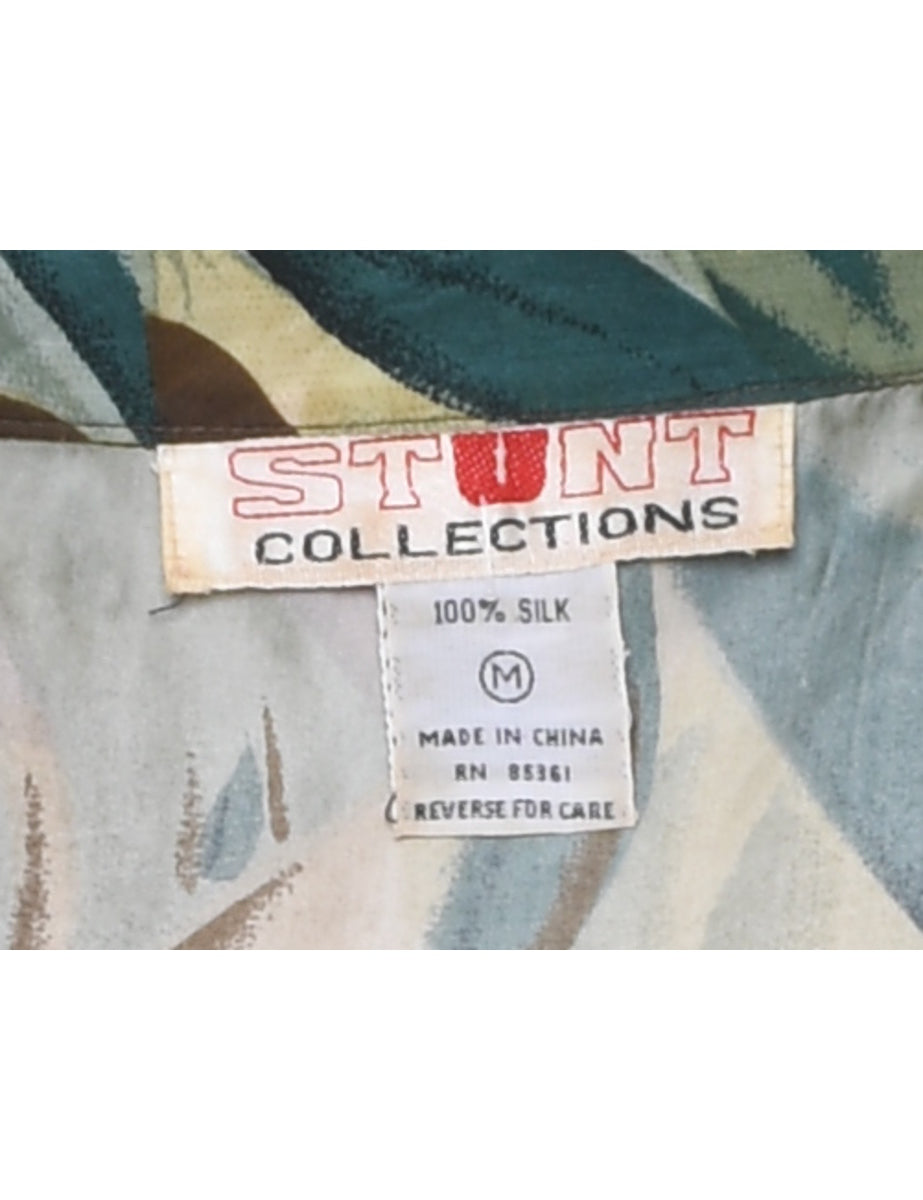 STUNT
COLLECTIONS
100% SILK
M
MADE IN CHINA
RN 85361
REVERSE FOR CARE